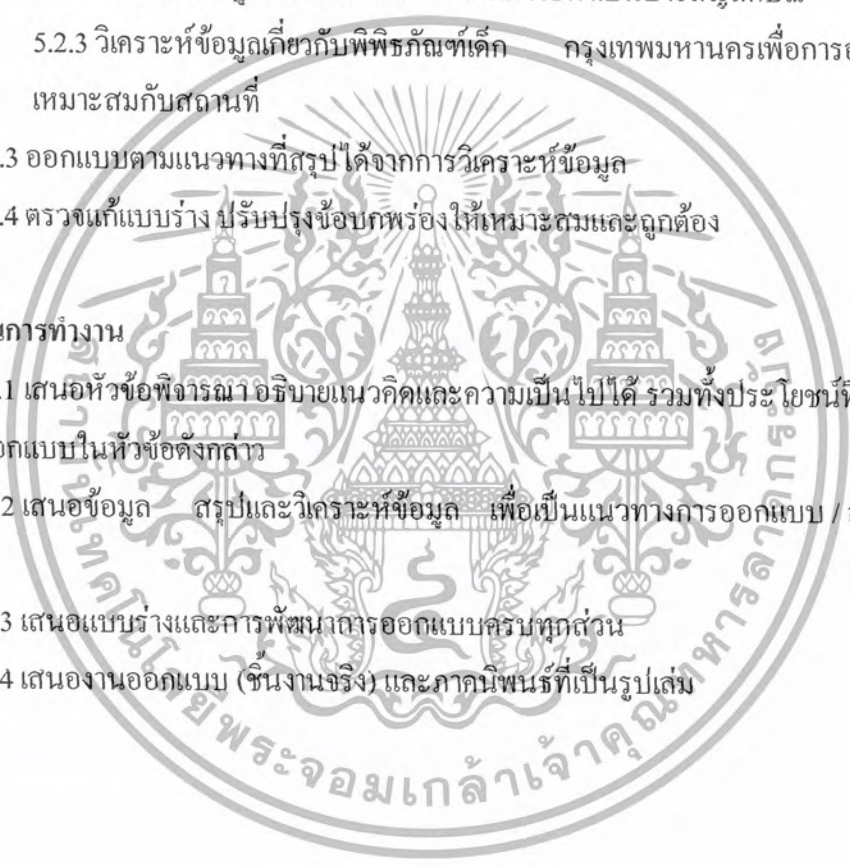 5.2.3 วิเคราะห์ข้อมูลเกี่ยวกับพิพิธภัณฑ์เด็ก กรุงเทพมหานครเพื่อการอ
เหมาะสมกับสถานที่
.3 ออกแบบตามแนวทางที่สรุปได้จากการวิเคราะห์ข้อมูล
.4 ตรวจแก้แบบร่าง ปรับปรุงข้อบกพร่องให้เหมาะสมและถูกต้อง
การทำงาน
.1 เสนอหัวข้อพิจารณา อธิบายแนวคิดและความเป็นไปได้ รวมทั้งประโยชน์ที
อกแบบในหัวข้อดังกล่าว
2 เสนอข้อมูล สรุปและวิเคราะห์ข้อมูล เพื่อเป็นแนวทางการออกแบบ /
3 เสนอแบบร่างและการพัฒนาการออกแบบครบทุกส่วน
4 เสนองานออกแบบ (ชิ้นงานจริง) และภาคนิพนธ์ที่เป็นรูปเล่ม
สถาบันเทคโนโลยีพระจอมเกล้าเจ้าคุณทหารลาดกระบัง